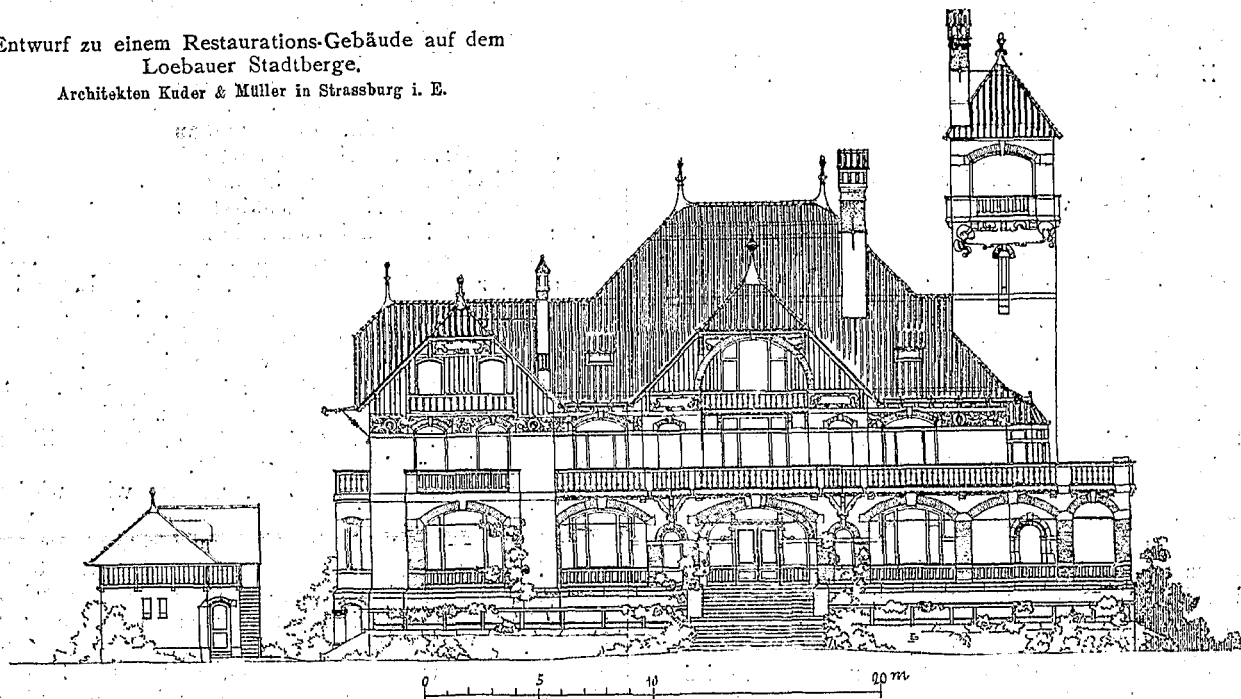 Entwurf zu einem Restaurations-Gebäude auf dem
Loebauer Stadtberge.
Architekten Kuder & Müller in Strassburg i. E.
0 5 10 20 m